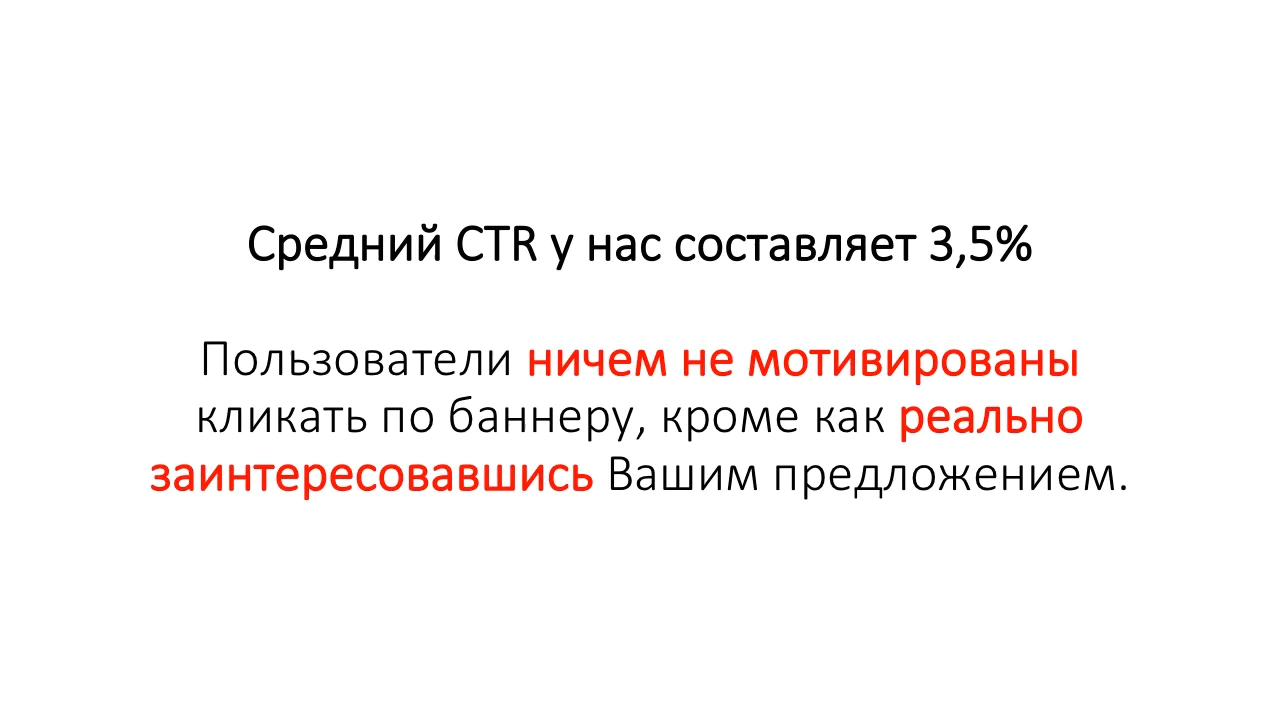 Средний CTR у нас составляет 3,5%
Пользователи ничем не мотивированы
кликать по баннеру, кроме как реально
заинтересовавшись Вашим предложением.